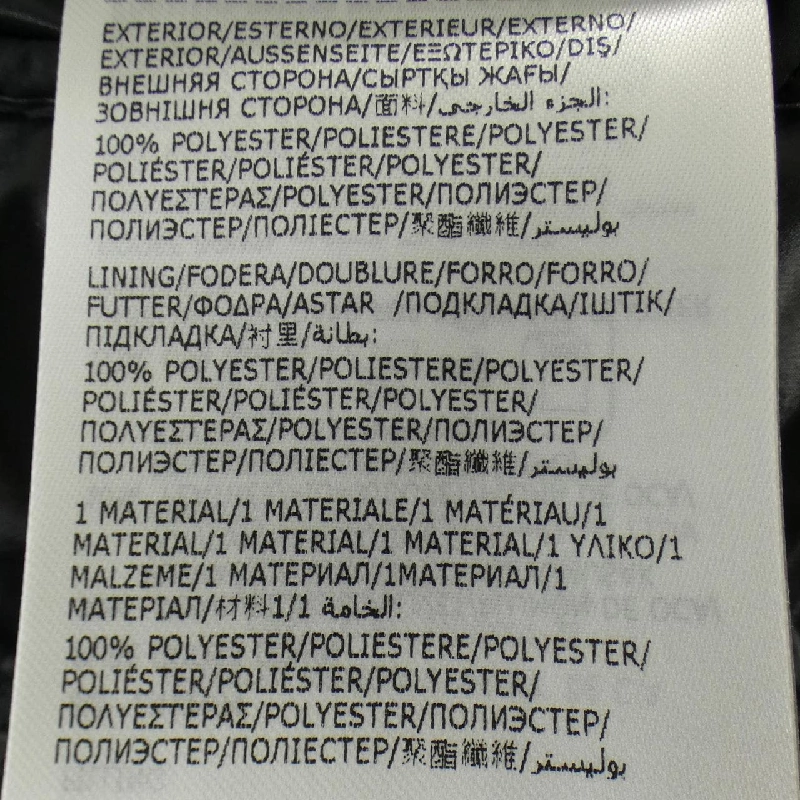 EXTERIOR/ESTERNO/EXTERIEUR/EXTERNO/
EXTERIOR/AUSSENSEITE/ΕΞΩΤΕΡΙΚΟ/DIŞ/
ВНЕШНЯЯ СТОРОНА/СЫРТҚЫ ЖАҒЫ/
ЗОВНІШНЯ СТОРОНА/面料/الجزء الخارجي:
100% POLYESTER/POLIESTERE/POLYESTER/
POLIÉSTER/POLIÉSTER/POLYESTER/
ΠΟΛΥΕΣΤΕΡΑΣ/POLYESTER/ПОЛИЭСТЕР/
ПОЛИЭСТЕР/ПОЛІЕСТЕР/聚酯纖維/بوليستر
LINING/FODERA/DOUBLURE/FORRO/FORRO/
FUTTER/ΦΟΔΡΑ/ASTAR /ПОДКЛАДКА/ІШТІК/
ПІДКЛАДКА/衬里/بطانة:
100% POLYESTER/POLIESTERE/POLYESTER/
POLIÉSTER/POLIÉSTER/POLYESTER/
ΠΟΛΥΕΣΤΕΡΑΣ/POLYESTER/ПОЛИЭСТЕР/
ПОЛИЭСТЕР/ПОЛІЕСТЕР/聚酯纖維/بوليستر
1 MATERIAL/1 MATERIALE/1 MATÉRIAU/1
MATERIAL/1 MATERIAL/1 MATERIAL/1 ΥΛΙΚΟ/1
MALZEME/1 МАТЕРИАЛ/1МАТЕРИАЛ/1
МАТЕРІАЛ/材料1/1 الخامة:
100% POLYESTER/POLIESTERE/POLYESTER/
POLIÉSTER/POLIÉSTER/POLYESTER/
ΠΟΛΥΕΣΤΕΡΑΣ/POLYESTER/ПОЛИЭСТЕР/
ПОЛИЭСТЕР/ПОЛІЕСТЕР/聚酯纖維/بوليستر